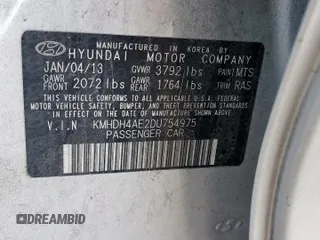 MANUFACTURED IN KOREA BY
HYUNDAI MOTOR COMPANY
JAN/04/13 GVWR 3792 lbs PAINT MTS
GAWR FRT 2072 lbs GAWR RR 1764 lbs TRIM RAS
THIS VEHICLE CONFORMS TO ALL APPLICABLE U.S.A. FEDERAL
MOTOR VEHICLE SAFETY, BUMPER, AND THEFT PREVENTION
STANDARDS IN EFFECT ON THE DATE OF MANUFACTURE SHOWN ABOVE.
V.I.N KMHDH4AE2DU754975
PASSENGER CAR
DREAMBID